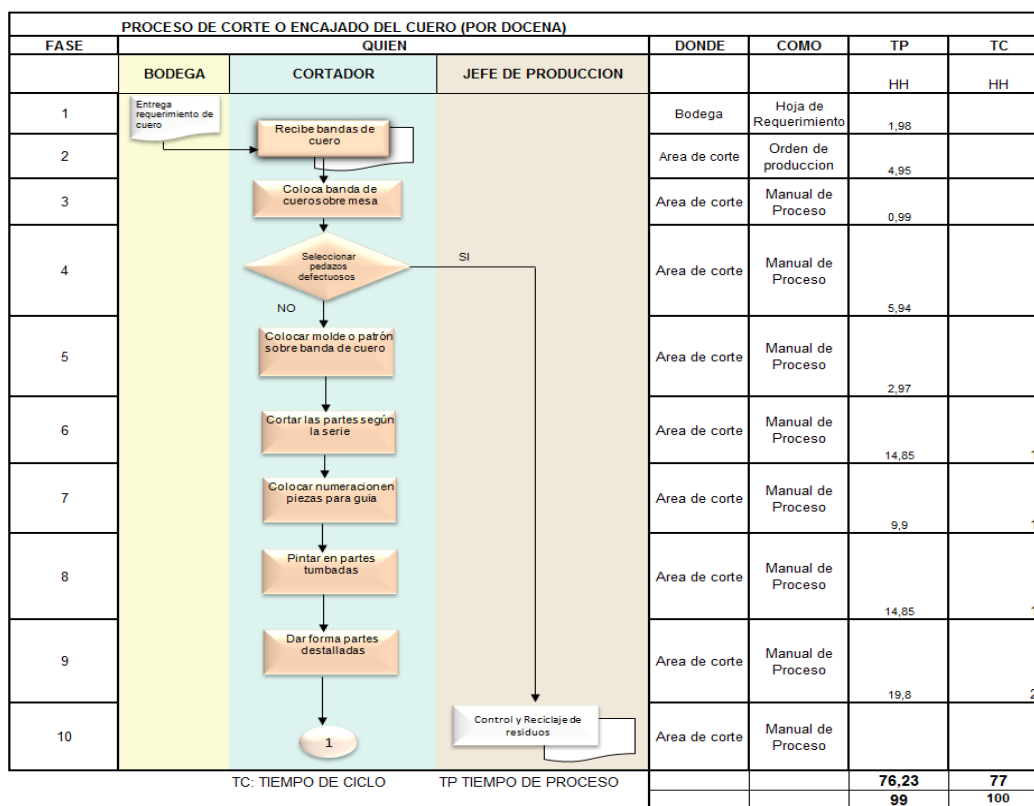 PROCESO DE CORTE O ENCAJADO DEL CUERO (POR DOCENA)
FASE QUIEN DONDE COMO TP TC
BODEGA CORTADOR JEFE DE PRODUCCION HH HH
1
Entrega
requerimiento de
cuero
Recibe bandas de
cuero
Bodega
Hoja de
Requerimiento
1,98
2
Area de corte
Orden de
produccion
4,95
3
Coloca banda de
cuero sobre mesa
Area de corte
Manual de
Proceso
0,99
4
Seleccionar
pedazos
defectuosos
SI
NO
Area de corte
Manual de
Proceso
5,94
5
Colocar molde o patrón
sobre banda de cuero
Area de corte
Manual de
Proceso
2,97
6
Cortar las partes según
la serie
Area de corte
Manual de
Proceso
14,85
1
7
Colocar numeracion en
piezas para guia
Area de corte
Manual de
Proceso
9,9
1
8
Pintar en partes
tumbadas
Area de corte
Manual de
Proceso
14,85
1
9
Dar forma partes
destalladas
Area de corte
Manual de
Proceso
19,8
2
10
1
Control y Reciclaje de
residuos
Area de corte
Manual de
Proceso
TC: TIEMPO DE CICLO TP TIEMPO DE PROCESO 76,23 77
99 100